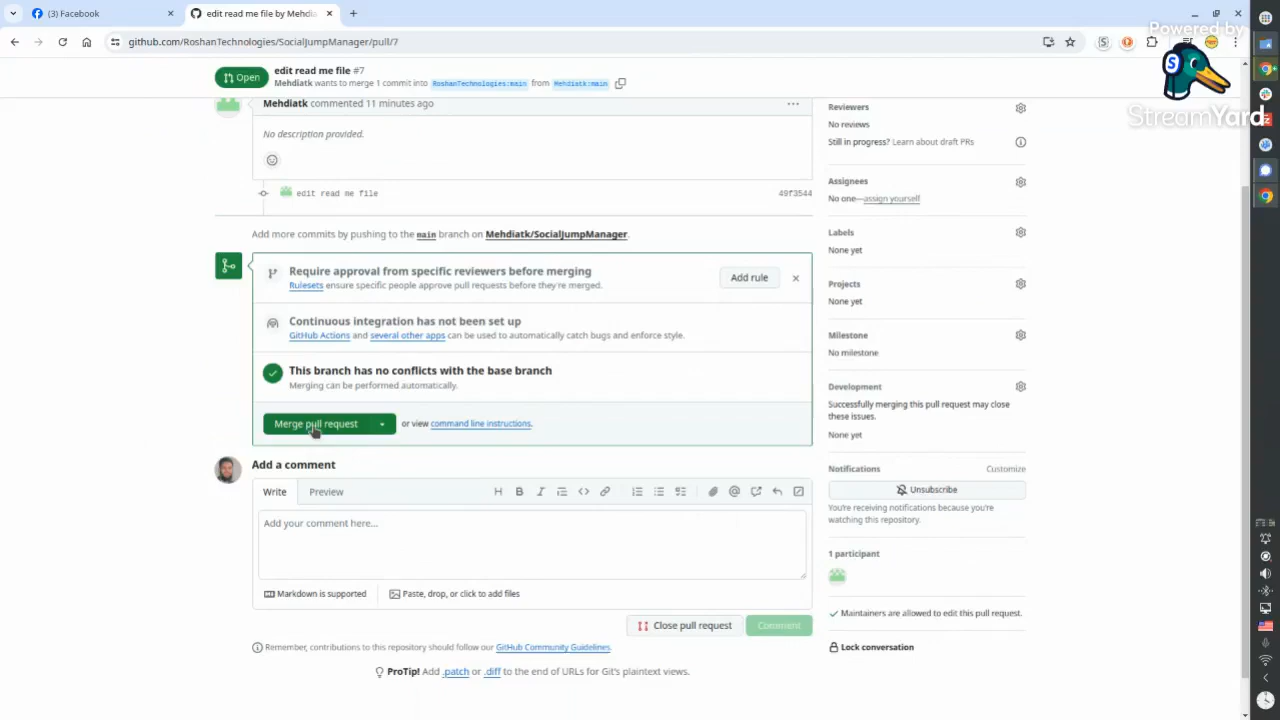 (3) Facebook
edit read me file by Mehdia
github.com/RoshanTechnologies/SocialJumpManager/pull/7
Powered by
StreamYard
Open
edit read me file #7
Mehdiatk wants to merge 1 commit into RoshanTechnologies:main from Mehdiatk:main
Mehdiatk commented 11 minutes ago
No description provided.
edit read me file 49f3544
Add more commits by pushing to the main branch on Mehdiatk/SocialJumpManager.
Require approval from specific reviewers before merging
Rulesets ensure specific people approve pull requests before they're merged.
Add rule
Continuous integration has not been set up
GitHub Actions and several other apps can be used to automatically catch bugs and enforce style.
This branch has no conflicts with the base branch
Merging can be performed automatically.
Merge pull request or view command line instructions.
Add a comment
Write Preview
Add your comment here...
Markdown is supported Paste, drop, or click to add files
Close pull request Comment
Remember, contributions to this repository should follow our GitHub Community Guidelines.
ProTip! Add .patch or .diff to the end of URLs for Git's plaintext views.
Reviewers
No reviews
Still in progress? Learn about draft PRs
Assignees
No one—assign yourself
Labels
None yet
Projects
None yet
Milestone
No milestone
Development
Successfully merging this pull request may close
these issues.
None yet
Notifications Customize
Unsubscribe
You're receiving notifications because you're
watching this repository.
1 participant
Maintainers are allowed to edit this pull request.
Lock conversation